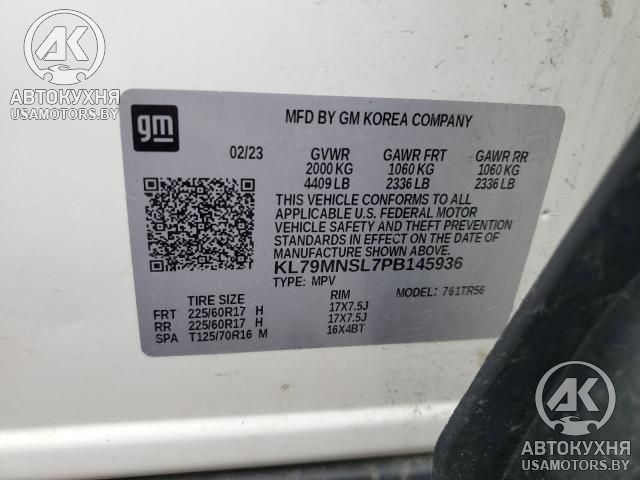 AK
АВТОКУХНЯ
USAMOTORS.BY
gm
MFD BY GM KOREA COMPANY
02/23 GVWR GAWR FRT GAWR RR
2000 KG 1060 KG 1060 KG
4409 LB 2336 LB 2336 LB
THIS VEHICLE CONFORMS TO ALL
APPLICABLE U.S. FEDERAL MOTOR
VEHICLE SAFETY AND THEFT PREVENTION
STANDARDS IN EFFECT ON THE DATE OF
MANUFACTURE SHOWN ABOVE.
KL79MNSL7PB145936
TYPE: MPV MODEL: 761TR56
TIRE SIZE RIM
FRT 225/60R17 H 17X7.5J
RR 225/60R17 H 17X7.5J
SPA T125/70R16 M 16X4BT
AK
АВТОКУХНЯ
USAMOTORS.BY